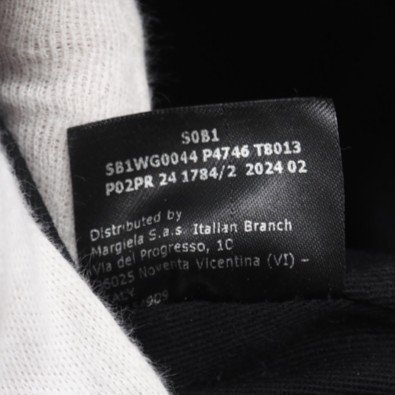 S0B1
SB1WG0044 P4746 T8013
P02PR 24 1784/2 2024 02
Distributed by
Margiela S.a.s Italian Branch
Via del Progresso, 10
36025 Noventa Vicentina (VI) –
ITALY